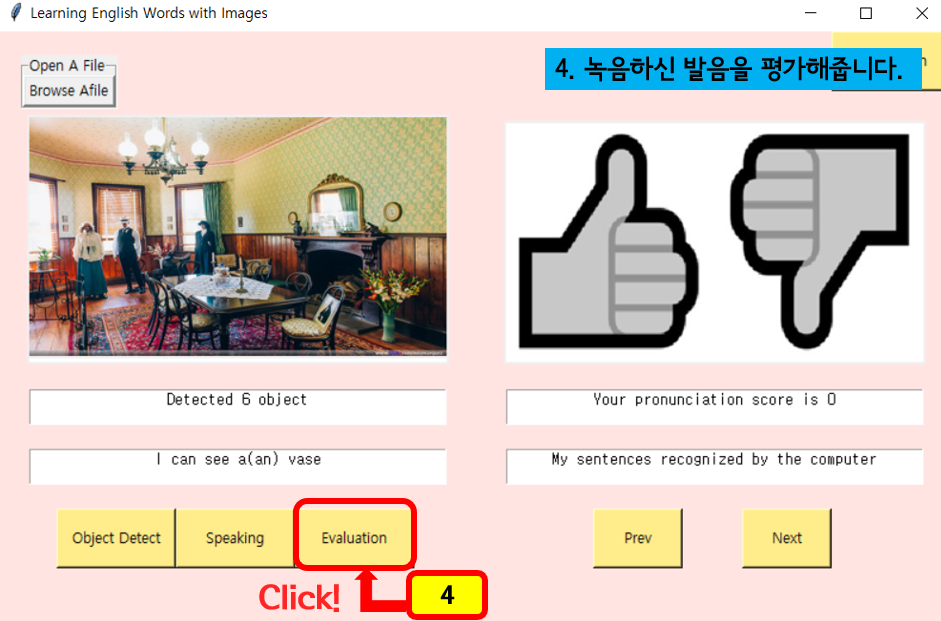 Learning English Words with Images
Open A File
Browse Afile
4. 녹음하신 발음을 평가해줍니다.
Detected 6 object
Your pronunciation score is 0
I can see a(an) vase
My sentences recognized by the computer
Object Detect
Speaking
Evaluation
Prev
Next
Click!
4